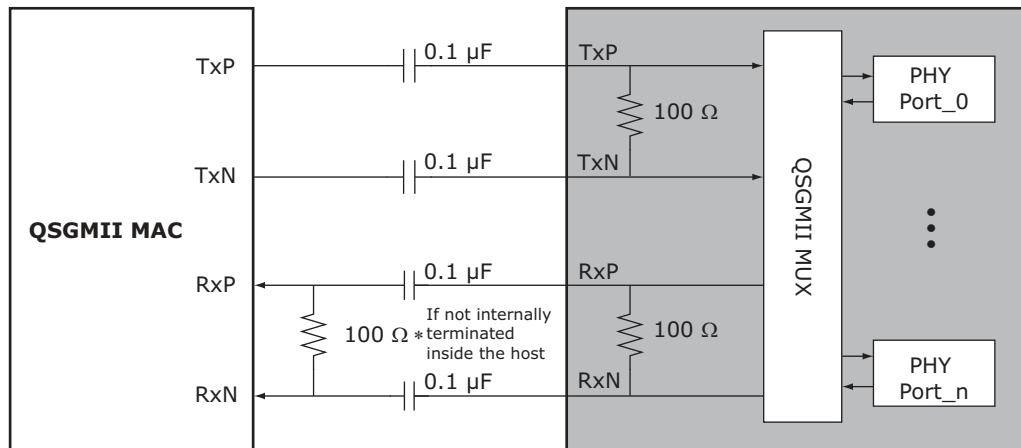 0.1 µF
TxP
TxP
PHY
Port_0
100 Ω
0.1 µF
TxN
TxN
QSGMII MAC
QSGMII MUX
0.1 µF
RxP
RxP
100 Ω *
If not internally
terminated
inside the host
100 Ω
0.1 µF
RxN
RxN
PHY
Port_n